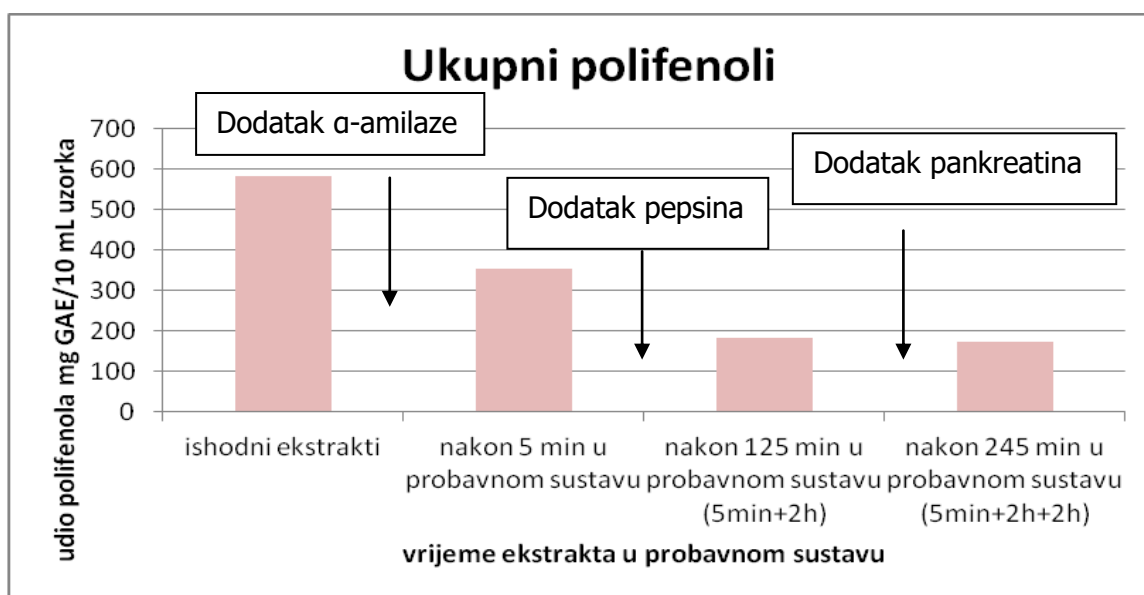 Ukupni polifenoli
Dodatak α-amilaze
Dodatak pepsina
Dodatak pankreatina
udio polifenola mg GAE/10 mL uzorka
700
600
500
400
300
200
100
0
ishodni ekstrakti
nakon 5 min u
probavnom sustavu
nakon 125 min u
probavnom sustavu
(5min+2h)
nakon 245 min u
probavnom sustavu
(5min+2h+2h)
vrijeme ekstrakta u probavnom sustavu